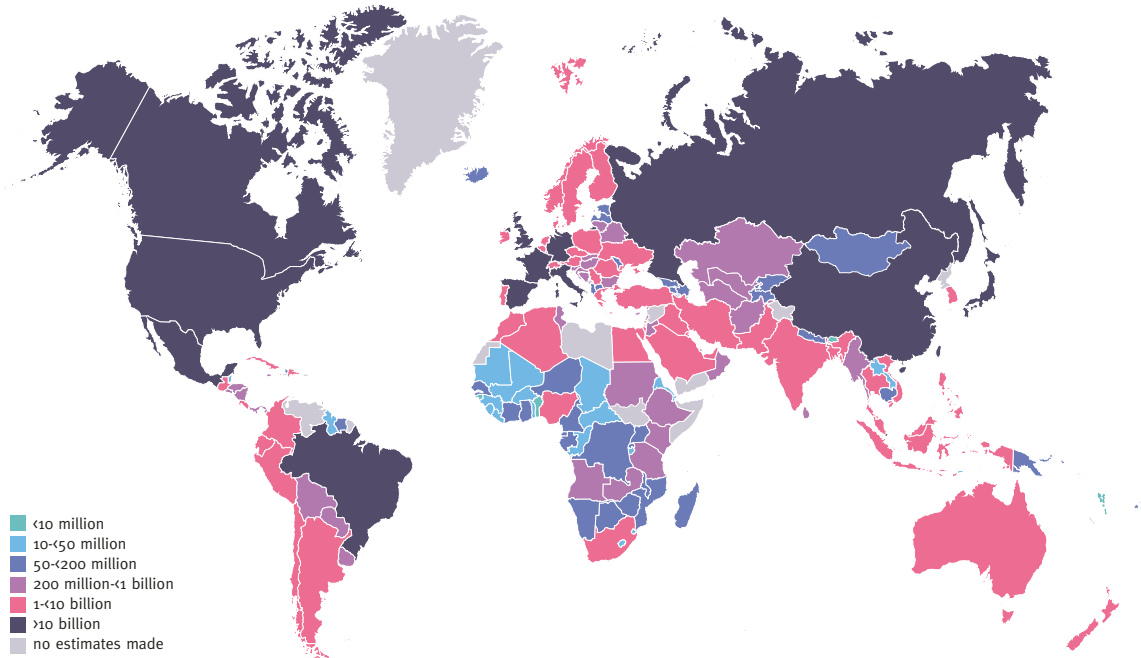 <10 million
10-<50 million
50-<200 million
200 million-<1 billion
1-<10 billion
>10 billion
no estimates made